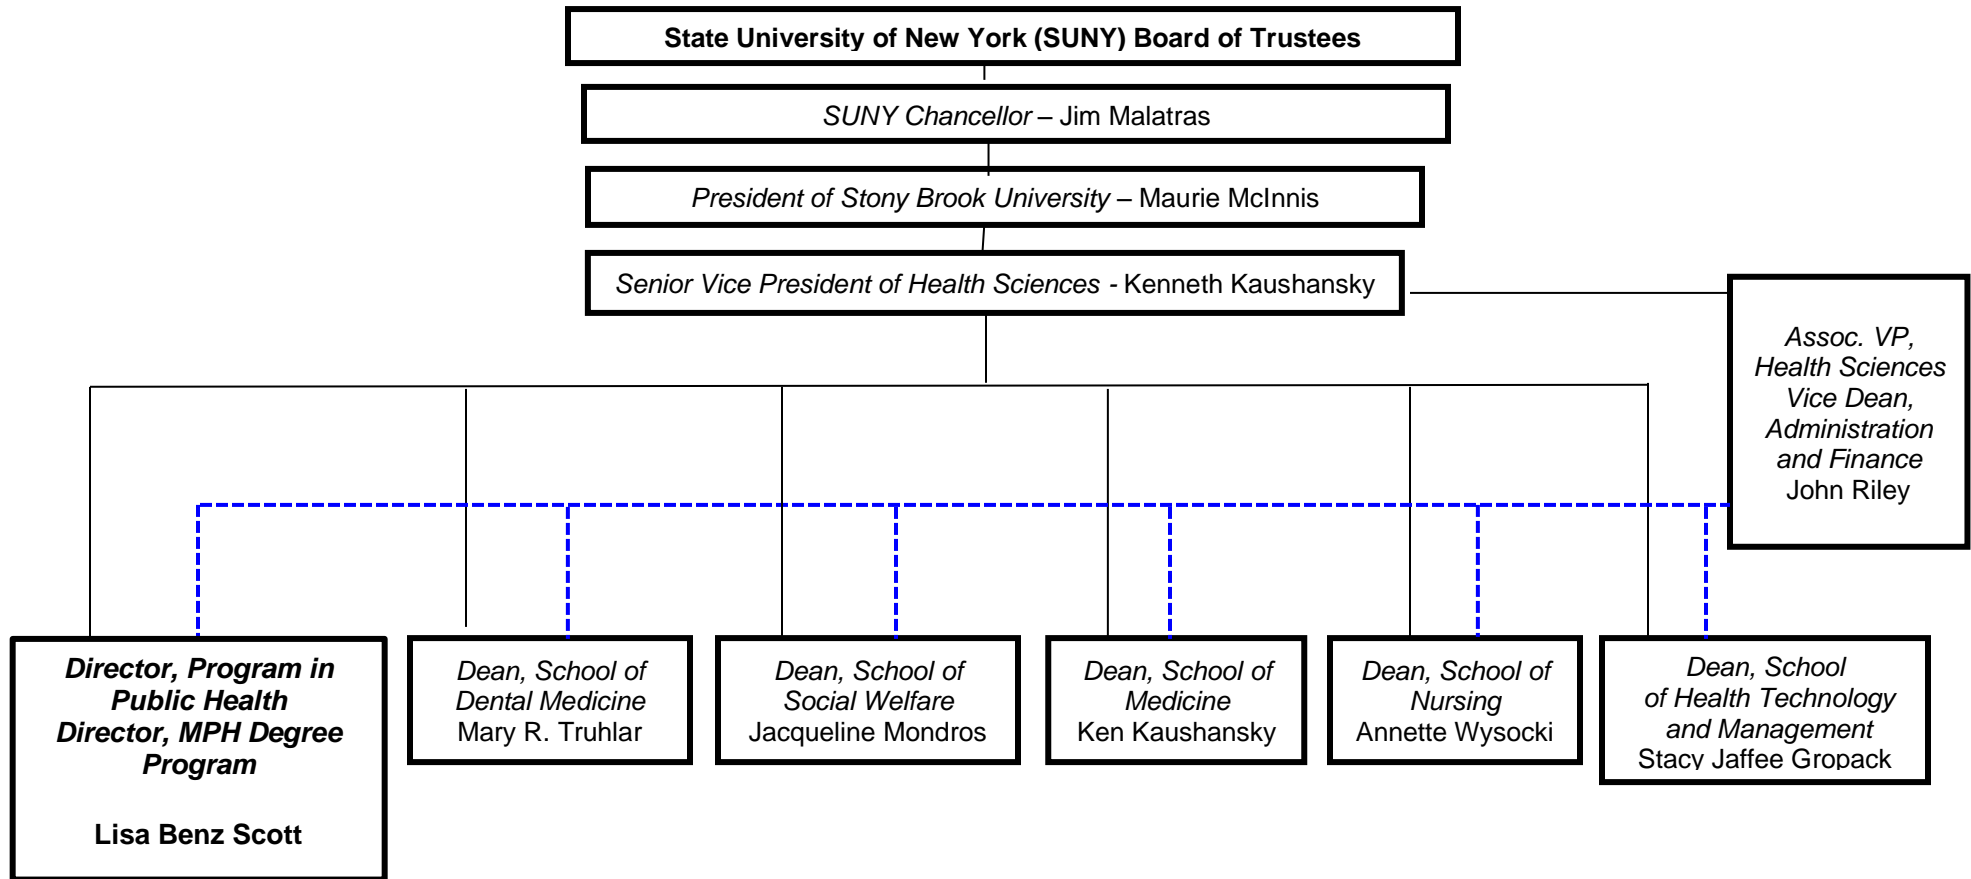 State University of New York (SUNY) Board of Trustees
SUNY Chancellor – Jim Malatras
President of Stony Brook University – Maurie McInnis
Senior Vice President of Health Sciences - Kenneth Kaushansky
Assoc. VP,
Health Sciences
Vice Dean,
Administration
and Finance
John Riley
Director, Program in
Public Health
Director, MPH Degree
Program
Lisa Benz Scott
Dean, School of
Dental Medicine
Mary R. Truhlar
Dean, School of
Social Welfare
Jacqueline Mondros
Dean, School of
Medicine
Ken Kaushansky
Dean, School of
Nursing
Annette Wysocki
Dean, School
of Health Technology
and Management
Stacy Jaffee Gropack